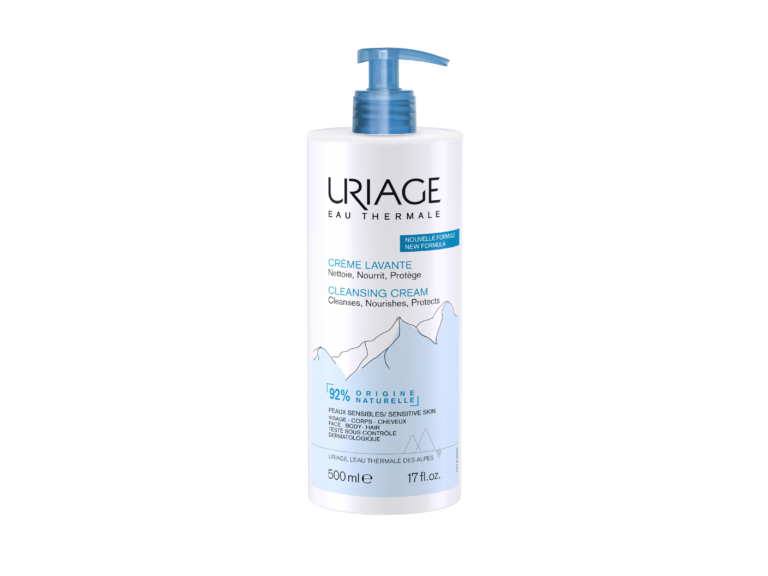 URIAGE
EAU THERMALE
NOUVELLE FORMULE
NEW FORMULA
CRÈME LAVANTE
Nettoie, Nourrit, Protège
CLEANSING CREAM
Cleanses, Nourishes, Protects
92% ORIGINE
NATURELLE
PEAUX SENSIBLES/ SENSITIVE SKIN
VISAGE - CORPS - CHEVEUX
FACE - BODY - HAIR
TESTÉ SOUS CONTRÔLE
DERMATOLOGIQUE
URIAGE, L'EAU THERMALE DES ALPES
500 ml e 17 fl.oz.